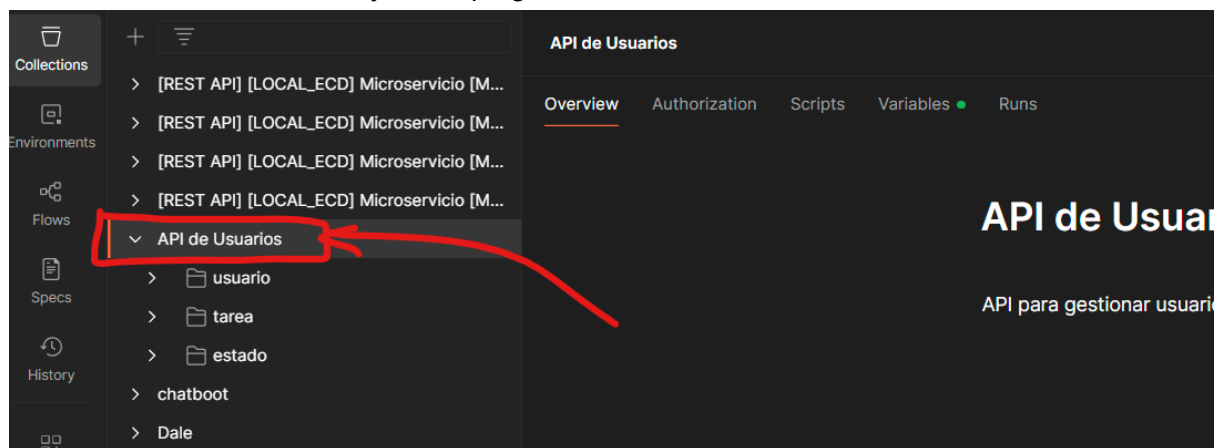 Collections
Environments
Flows
Specs
History
[REST API] [LOCAL_ECD] Microservicio [M...
[REST API] [LOCAL_ECD] Microservicio [M...
[REST API] [LOCAL_ECD] Microservicio [M...
[REST API] [LOCAL_ECD] Microservicio [M...
API de Usuarios
usuario
tarea
estado
chatboot
Dale
API de Usuarios
Overview Authorization Scripts Variables Runs
API de Usuar
API para gestionar usuari